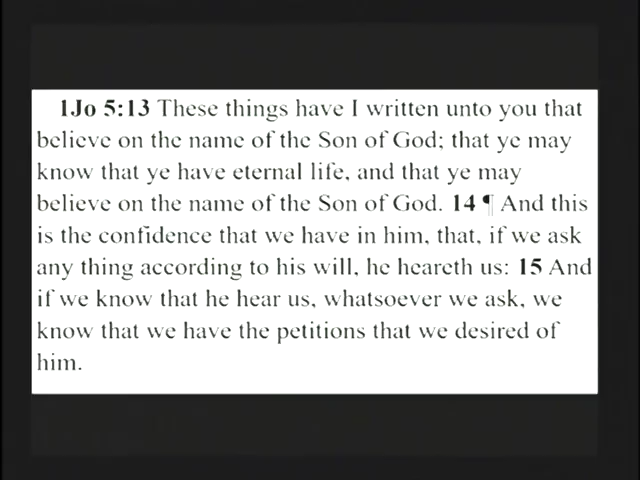 1Jo 5:13 These things have I written unto you that
believe on the name of the Son of God; that ye may
know that ye have eternal life, and that ye may
believe on the name of the Son of God. 14 ¶ And this
is the confidence that we have in him, that, if we ask
any thing according to his will, he heareth us: 15 And
if we know that he hear us, whatsoever we ask, we
know that we have the petitions that we desired of
him.